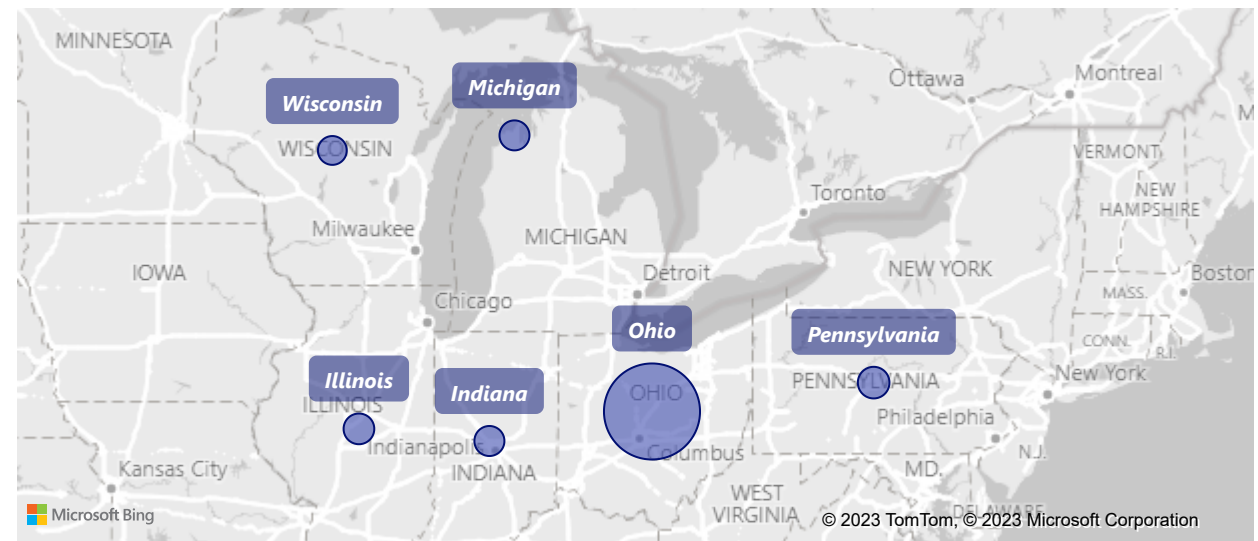 MINNESOTA
Ottawa
Montreal
Michigan
Wisconsin
WISCONSIN
VERMONT
NEW
HAMPSHIRE
Toronto
Milwaukee
MICHIGAN
IOWA
Detroit
NEW YORK
Boston
MASS.
Chicago
Ohio
Pennsylvania
CONN.
R.I.
Illinois
Indiana
OHIO
PENNSYLVANIA
New York
ILLINOIS
Philadelphia
Indianapolis
Columbus
N.J.
Kansas City
INDIANA
MD.
WEST
VIRGINIA
DELAWARE
Microsoft Bing
© 2023 TomTom, © 2023 Microsoft Corporation